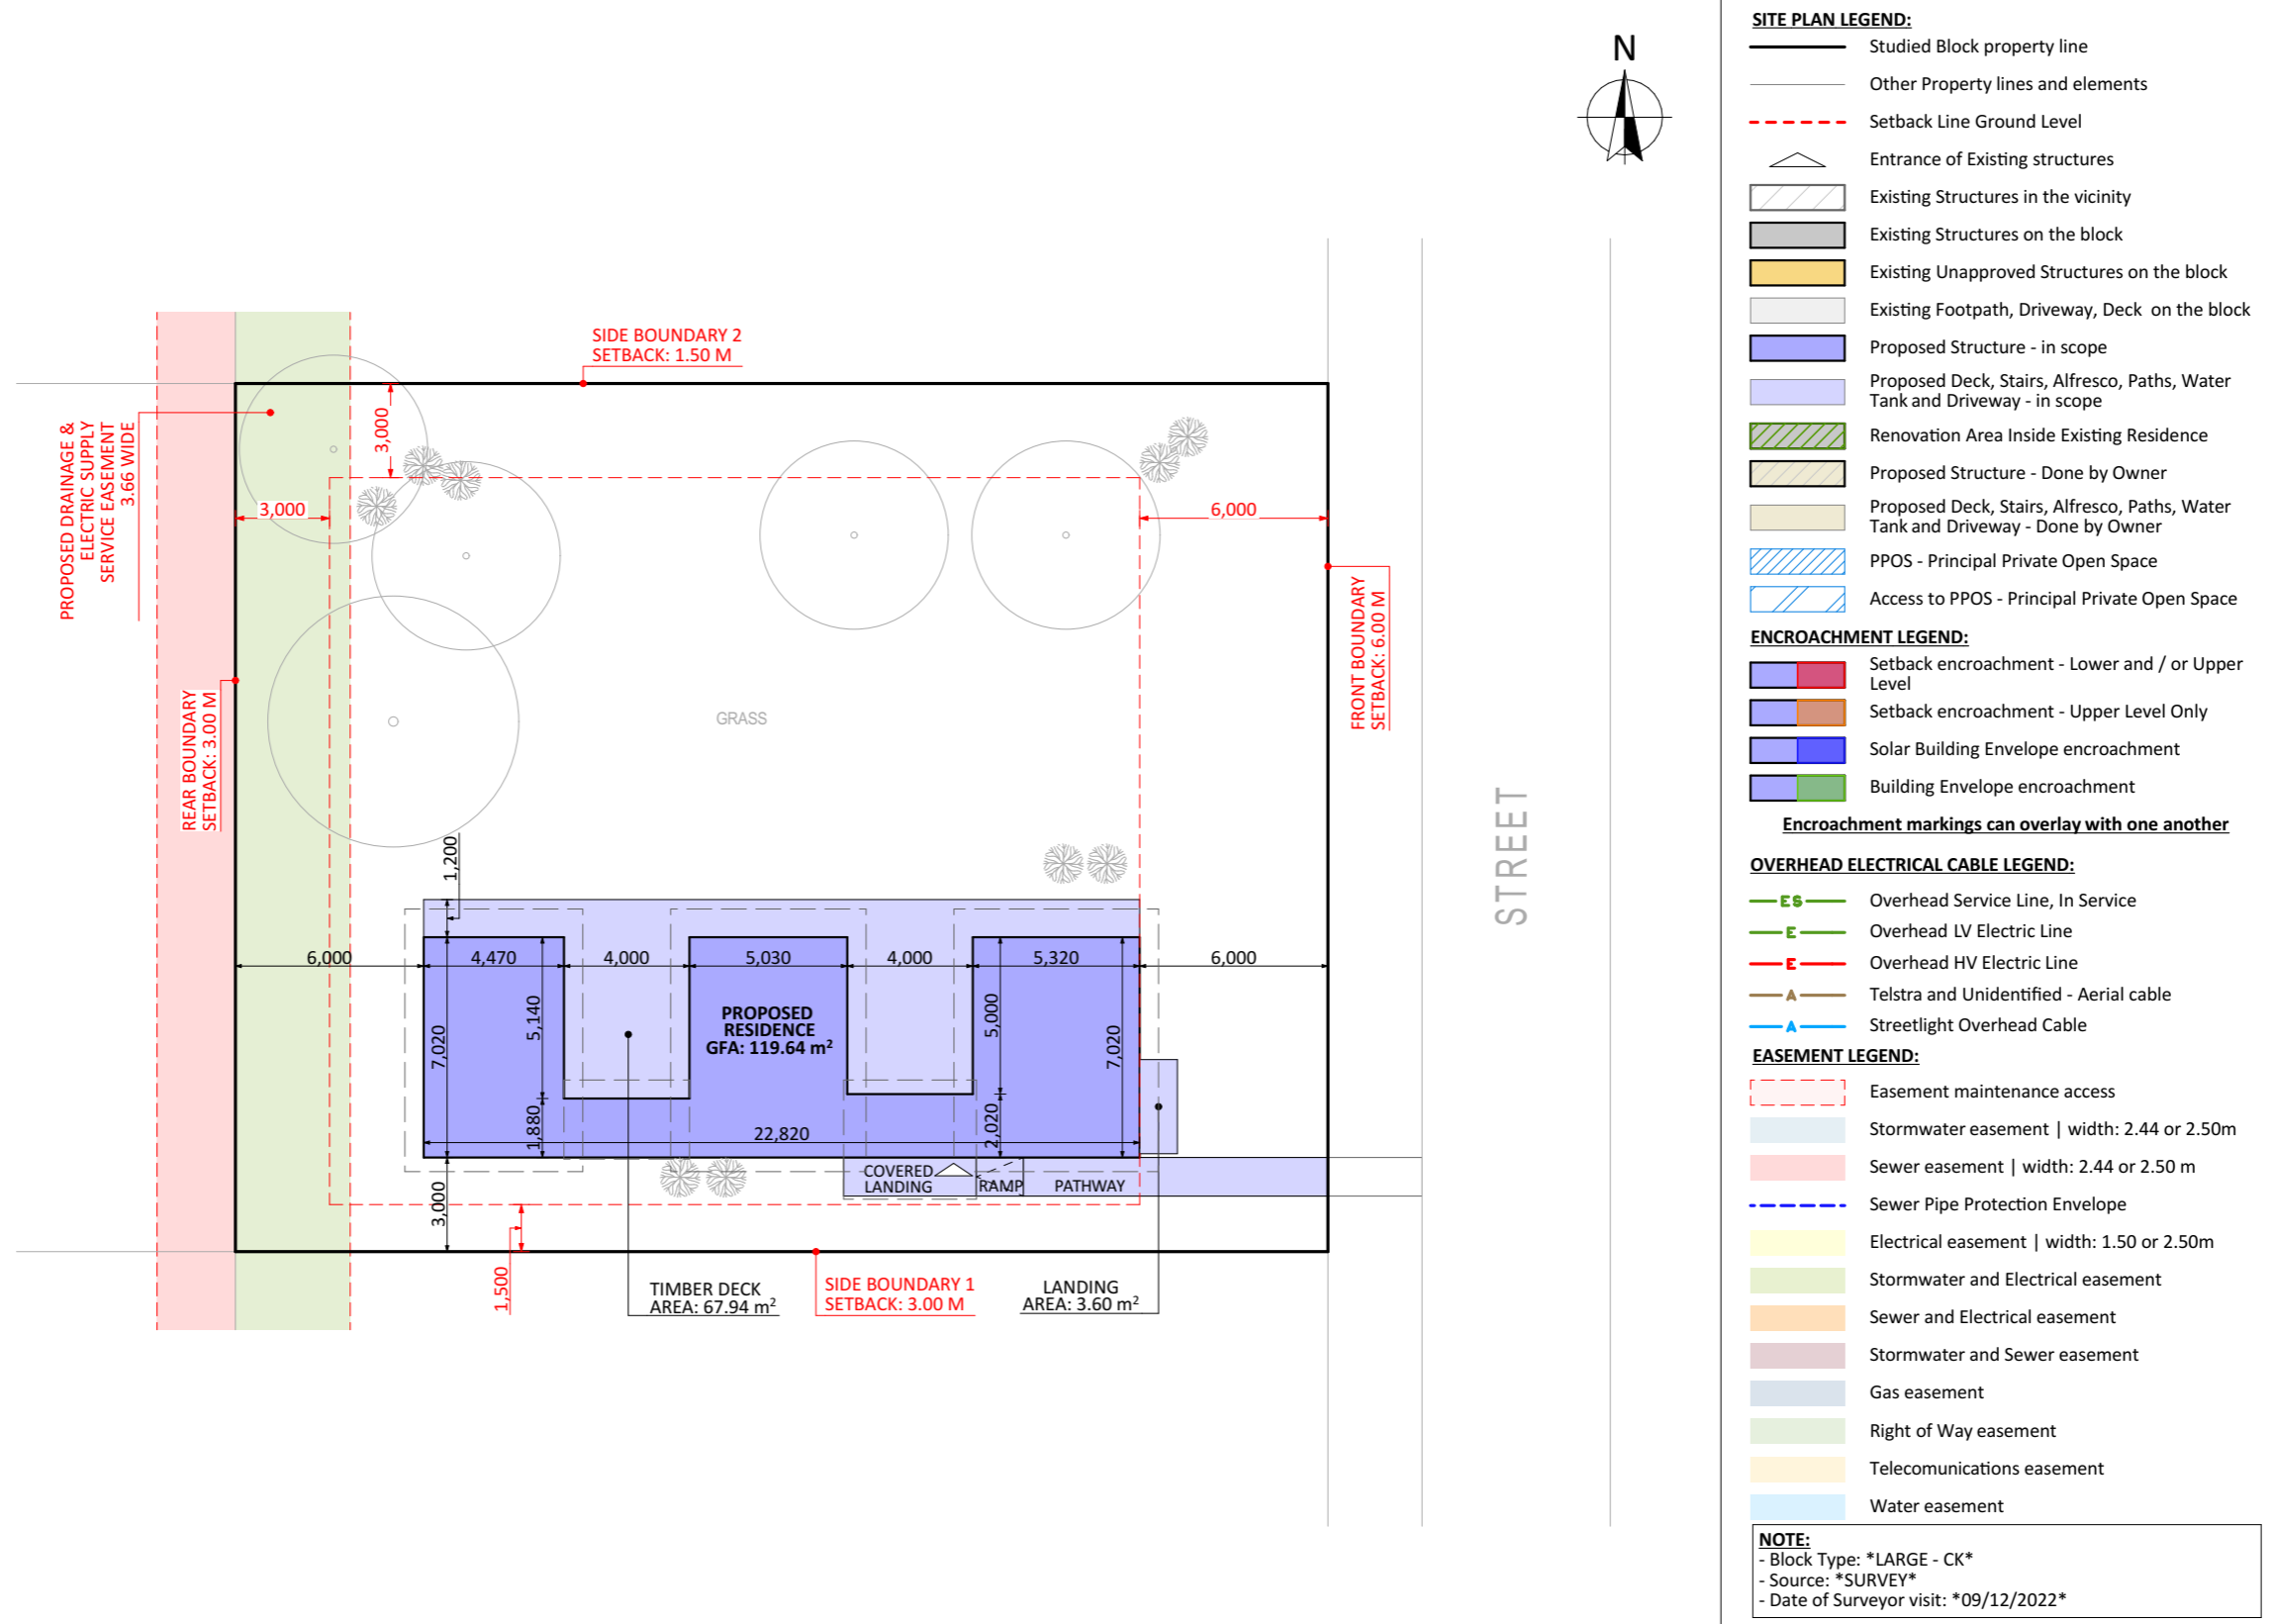 N
SIDE BOUNDARY 2
SETBACK: 1.50 M
PROPOSED DRAINAGE &
ELECTRIC SUPPLY
SERVICE EASEMENT
3.66 WIDE
3,000
3,000
6,000
REAR BOUNDARY
SETBACK: 3.00 M
FRONT BOUNDARY
SETBACK: 6.00 M
GRASS
STREET
1,200
6,000
4,470
4,000
5,030
4,000
5,320
6,000
7,020
5,140
1,880
PROPOSED
RESIDENCE
GFA: 119.64 m²
5,000
2,020
7,020
22,820
COVERED
LANDING
RAMP
PATHWAY
3,000
1,500
TIMBER DECK
AREA: 67.94 m²
SIDE BOUNDARY 1
SETBACK: 3.00 M
LANDING
AREA: 3.60 m²
SITE PLAN LEGEND:
Studied Block property line
Other Property lines and elements
Setback Line Ground Level
Entrance of Existing structures
Existing Structures in the vicinity
Existing Structures on the block
Existing Unapproved Structures on the block
Existing Footpath, Driveway, Deck on the block
Proposed Structure - in scope
Proposed Deck, Stairs, Alfresco, Paths, Water
Tank and Driveway - in scope
Renovation Area Inside Existing Residence
Proposed Structure - Done by Owner
Proposed Deck, Stairs, Alfresco, Paths, Water
Tank and Driveway - Done by Owner
PPOS - Principal Private Open Space
Access to PPOS - Principal Private Open Space
ENCROACHMENT LEGEND:
Setback encroachment - Lower and / or Upper
Level
Setback encroachment - Upper Level Only
Solar Building Envelope encroachment
Building Envelope encroachment
Encroachment markings can overlay with one another
OVERHEAD ELECTRICAL CABLE LEGEND:
ES Overhead Service Line, In Service
E Overhead LV Electric Line
E Overhead HV Electric Line
A Telstra and Unidentified - Aerial cable
A Streetlight Overhead Cable
EASEMENT LEGEND:
Easement maintenance access
Stormwater easement | width: 2.44 or 2.50m
Sewer easement | width: 2.44 or 2.50 m
Sewer Pipe Protection Envelope
Electrical easement | width: 1.50 or 2.50m
Stormwater and Electrical easement
Sewer and Electrical easement
Stormwater and Sewer easement
Gas easement
Right of Way easement
Telecomunications easement
Water easement
NOTE:
- Block Type: *LARGE - CK*
- Source: *SURVEY*
- Date of Surveyor visit: *09/12/2022*